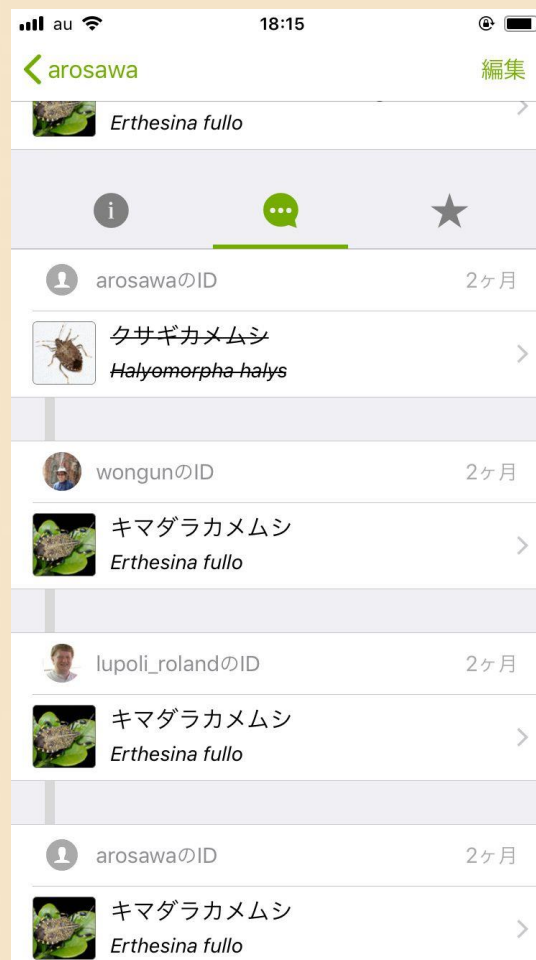 au 18:15
arosawa 編集
Erthesina fullo
arosawaのID 2ヶ月
クサギカメムシ
Halyomorpha halys
wongunのID 2ヶ月
キマダラカメムシ
Erthesina fullo
lupoli_rolandのID 2ヶ月
キマダラカメムシ
Erthesina fullo
arosawaのID 2ヶ月
キマダラカメムシ
Erthesina fullo